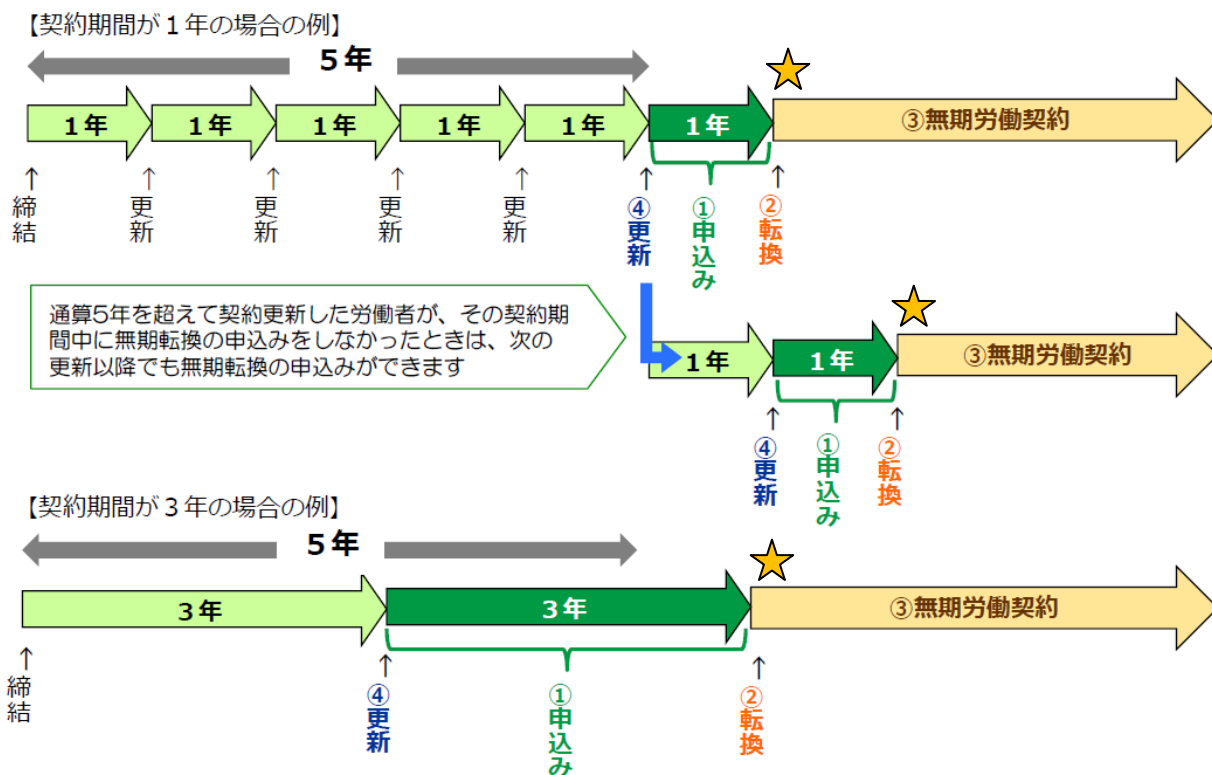 【契約期間が１年の場合の例】
５年
１年 １年 １年 １年 １年 １年 ③無期労働契約
↑ ↑ ↑ ↑ ↑ ↑ ↑
締結 更新 更新 更新 更新 ④更新 ①申込み ②転換
通算5年を超えて契約更新した労働者が、その契約期
間中に無期転換の申込みをしなかったときは、次の
更新以降でも無期転換の申込みができます
１年 １年 ③無期労働契約
↑ ↑
④更新 ①申込み ②転換
【契約期間が３年の場合の例】
５年
３年 ３年 ③無期労働契約
↑ ↑ ↑
締結 ④更新 ①申込み ②転換